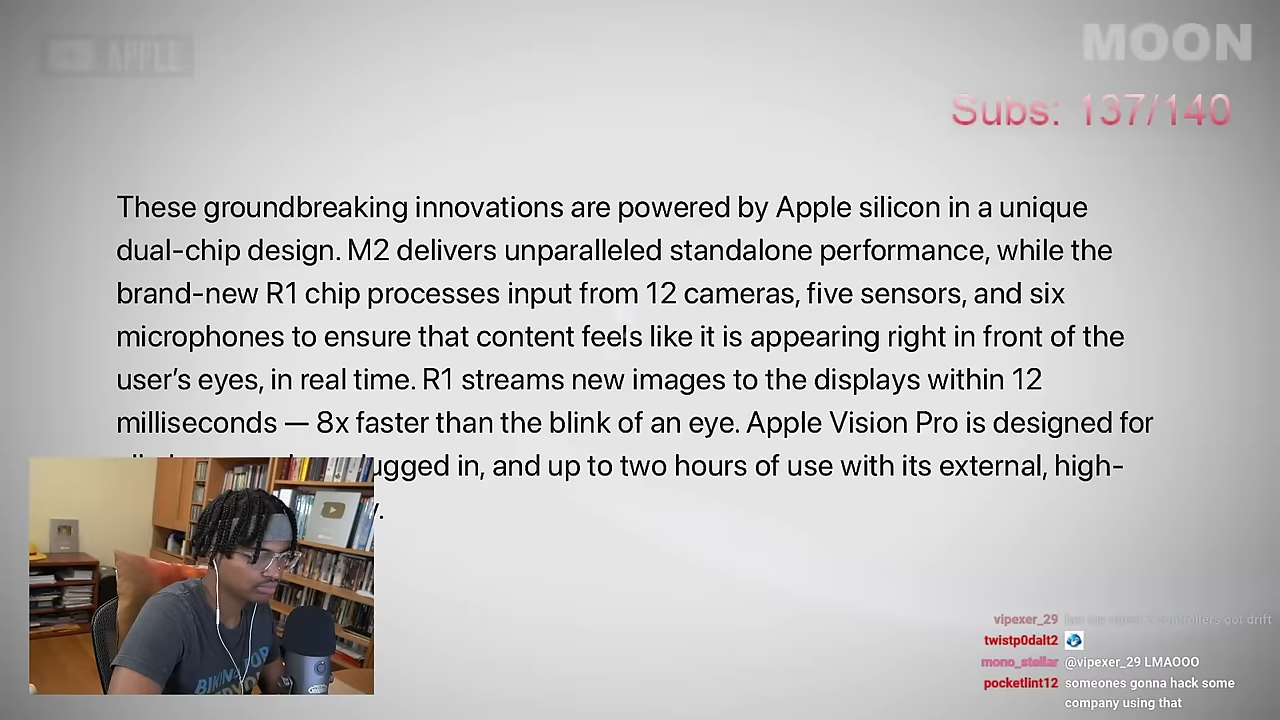 APPLE
MOON
Subs: 137/140
These groundbreaking innovations are powered by Apple silicon in a unique
dual-chip design. M2 delivers unparalleled standalone performance, while the
brand-new R1 chip processes input from 12 cameras, five sensors, and six
microphones to ensure that content feels like it is appearing right in front of the
user’s eyes, in real time. R1 streams new images to the displays within 12
milliseconds — 8x faster than the blink of an eye. Apple Vision Pro is designed for
lugged in, and up to two hours of use with its external, high-
y.
vipexer_29 controllers got drift
twistp0dalt2
mono_stellar @vipexer_29 LMAOOO
pocketlint12 someones gonna hack some
company using that